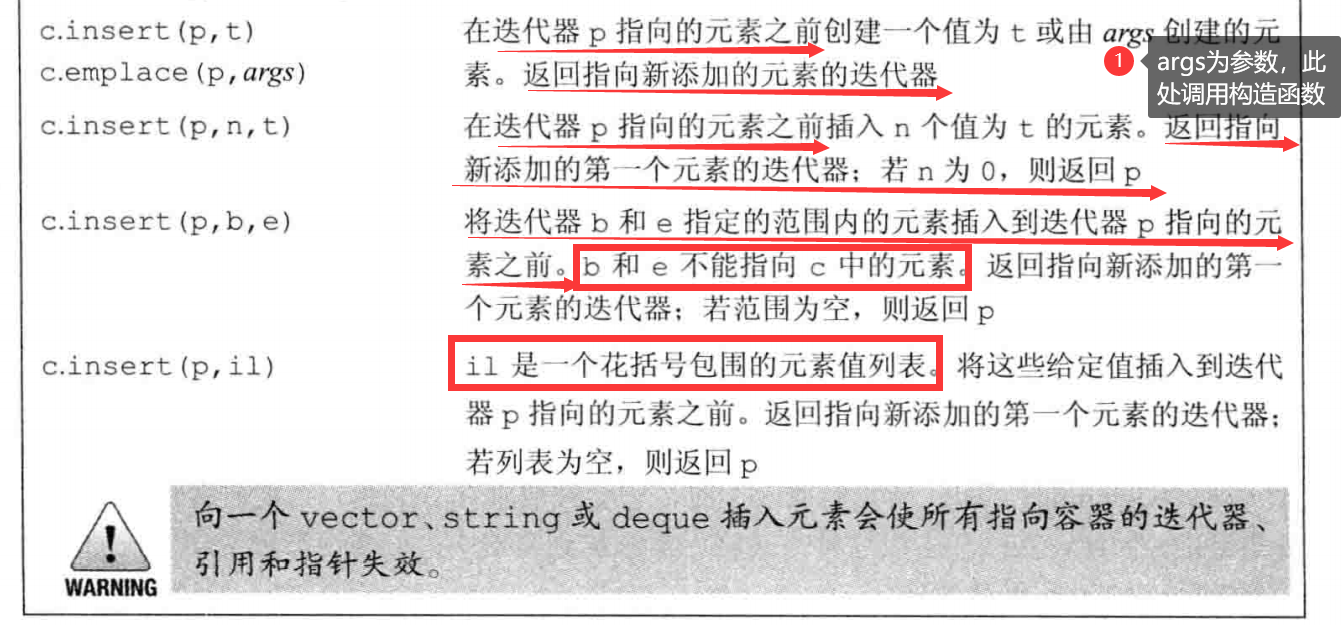 c.insert(p,t) 在迭代器 p 指向的元素之前创建一个值为 t 或由 args 创建的元
c.emplace(p,args) 素。返回指向新添加的元素的迭代器
1 args为参数，此
处调用构造函数
c.insert(p,n,t) 在迭代器 p 指向的元素之前插入 n 个值为 t 的元素。返回指向
新添加的第一个元素的迭代器；若 n 为 0，则返回 p
c.insert(p,b,e) 将迭代器 b 和 e 指定的范围内的元素插入到迭代器 p 指向的元
素之前。b 和 e 不能指向 c 中的元素。返回指向新添加的第一
个元素的迭代器；若范围为空，则返回 p
c.insert(p,il) il 是一个花括号包围的元素值列表。将这些给定值插入到迭代
器 p 指向的元素之前。返回指向新添加的第一个元素的迭代器；
若列表为空，则返回 p
向一个 vector、string 或 deque 插入元素会使所有指向容器的迭代器、
引用和指针失效。
WARNING